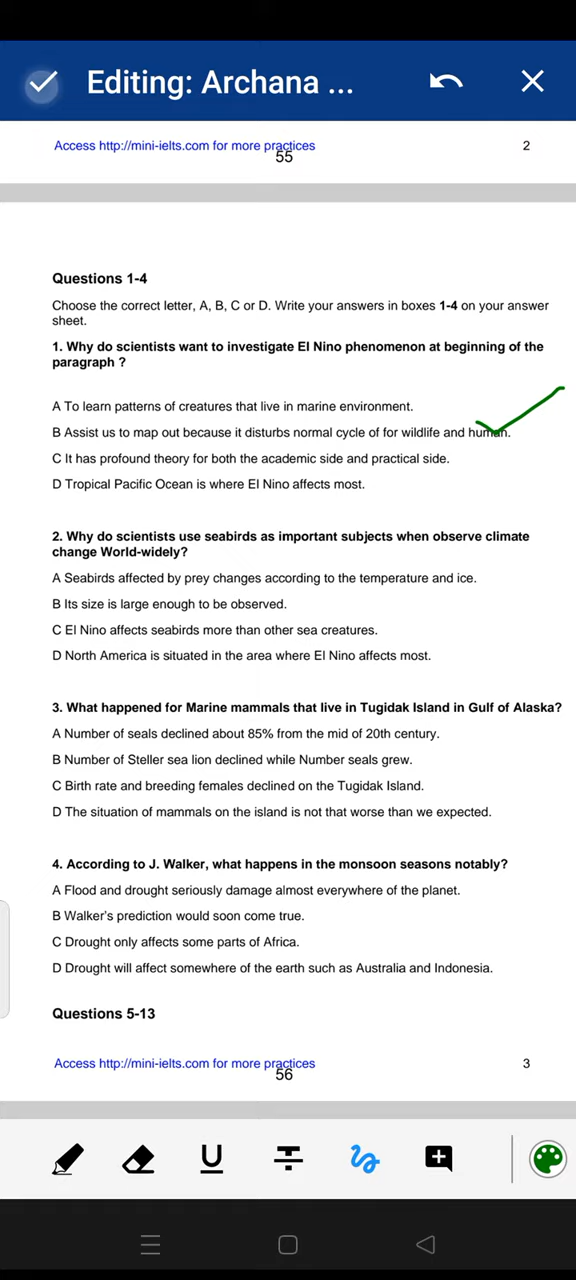 Editing: Archana ...
Access http://mini-ielts.com for more practices
2
55
Questions 1-4
Choose the correct letter, A, B, C or D. Write your answers in boxes 1-4 on your answer
sheet.
1. Why do scientists want to investigate El Nino phenomenon at beginning of the
paragraph ?
A To learn patterns of creatures that live in marine environment.
B Assist us to map out because it disturbs normal cycle of for wildlife and human.
C It has profound theory for both the academic side and practical side.
D Tropical Pacific Ocean is where El Nino affects most.
2. Why do scientists use seabirds as important subjects when observe climate
change World-widely?
A Seabirds affected by prey changes according to the temperature and ice.
B Its size is large enough to be observed.
C El Nino affects seabirds more than other sea creatures.
D North America is situated in the area where El Nino affects most.
3. What happened for Marine mammals that live in Tugidak Island in Gulf of Alaska?
A Number of seals declined about 85% from the mid of 20th century.
B Number of Steller sea lion declined while Number seals grew.
C Birth rate and breeding females declined on the Tugidak Island.
D The situation of mammals on the island is not that worse than we expected.
4. According to J. Walker, what happens in the monsoon seasons notably?
A Flood and drought seriously damage almost everywhere of the planet.
B Walker's prediction would soon come true.
C Drought only affects some parts of Africa.
D Drought will affect somewhere of the earth such as Australia and Indonesia.
Questions 5-13
Access http://mini-ielts.com for more practices
3
56